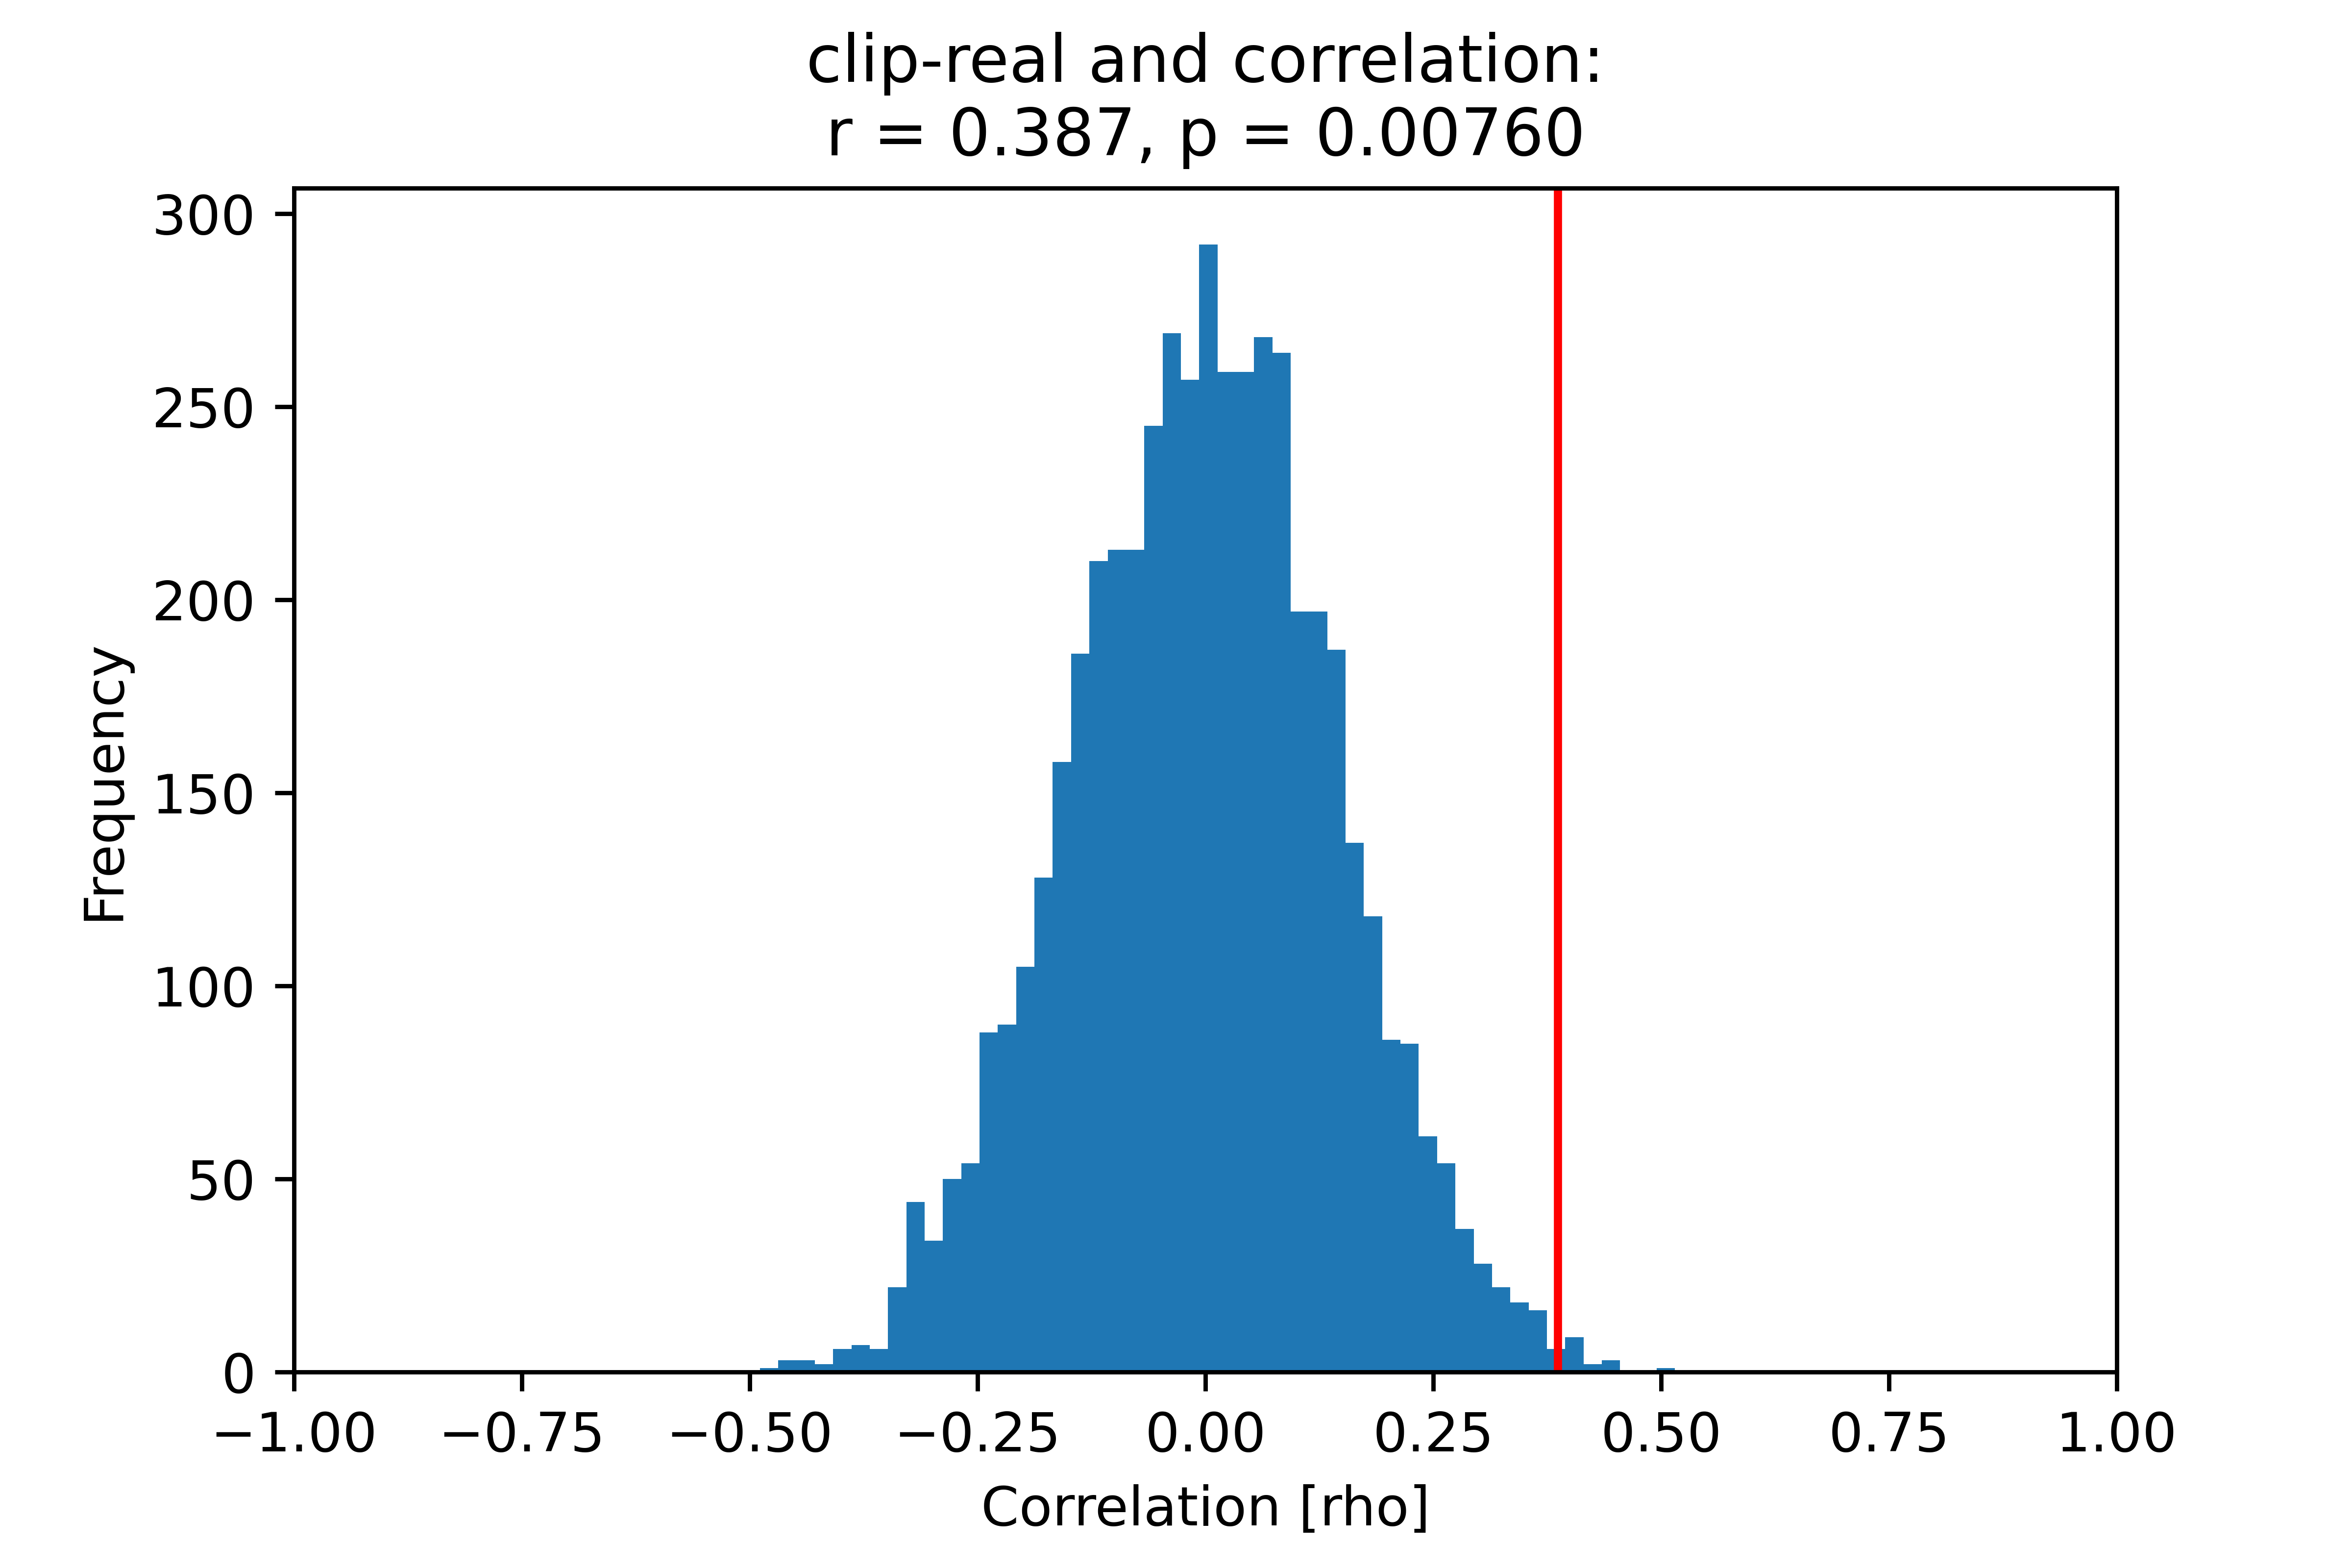 clip-real and correlation:
r = 0.387, p = 0.00760
300
250
200
150
100
50
0
Frequency
−1.00 −0.75 −0.50 −0.25 0.00 0.25 0.50 0.75 1.00
Correlation [rho]